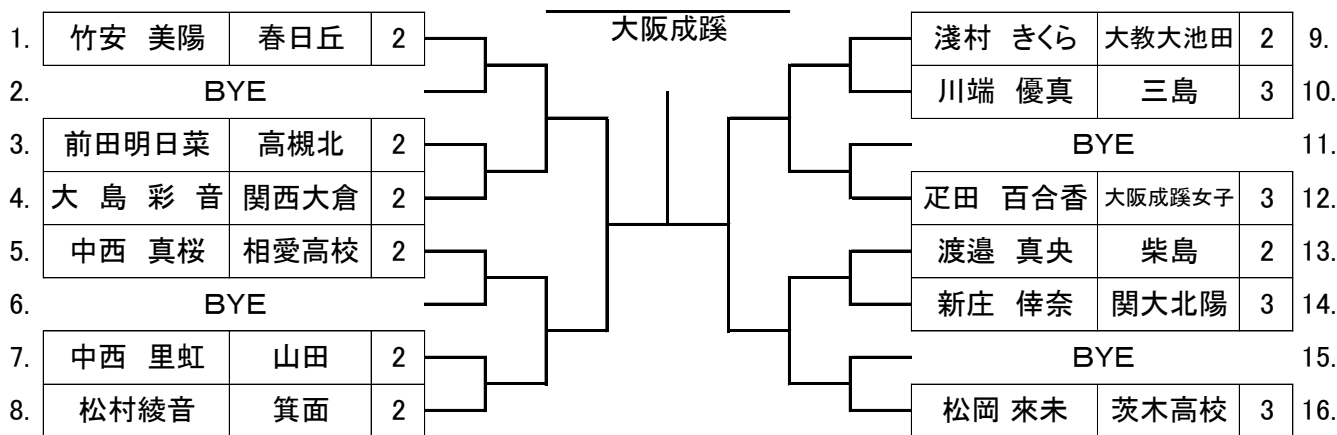 大阪成蹊
1. 竹安 美陽 春日丘 2
2. BYE
3. 前田明日菜 高槻北 2
4. 大 島 彩 音 関西大倉 2
5. 中西 真桜 相愛高校 2
6. BYE
7. 中西 里虹 山田 2
8. 松村綾音 箕面 2
淺村 きくら 大教大池田 2 9.
川端 優真 三島 3 10.
BYE 11.
疋田 百合香 大阪成蹊女子 3 12.
渡邉 真央 柴島 2 13.
新庄 倖奈 関大北陽 3 14.
BYE 15.
松岡 來未 茨木高校 3 16.